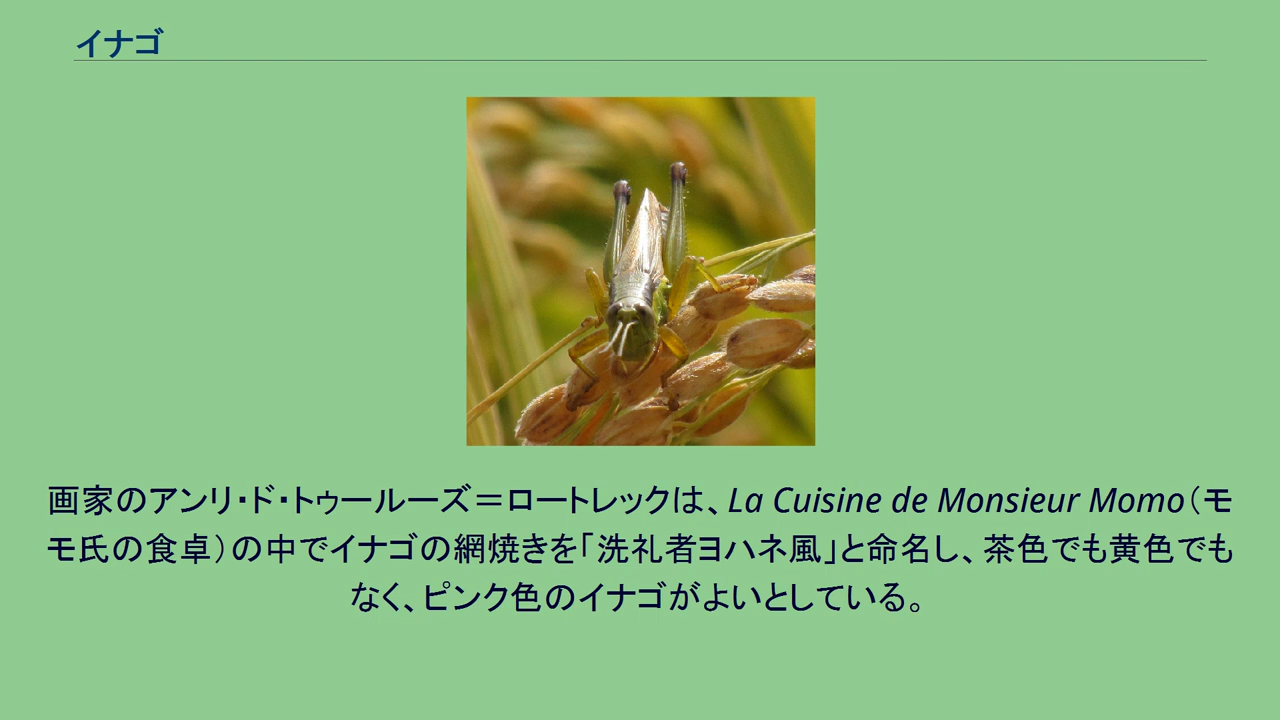 イナゴ
画家のアンリ・ド・トゥールーズ＝ロートレックは、La Cuisine de Monsieur Momo（モ
モ氏の食卓）の中でイナゴの網焼きを「洗礼者ヨハネ風」と命名し、茶色でも黄色でも
なく、ピンク色のイナゴがよいとしている。